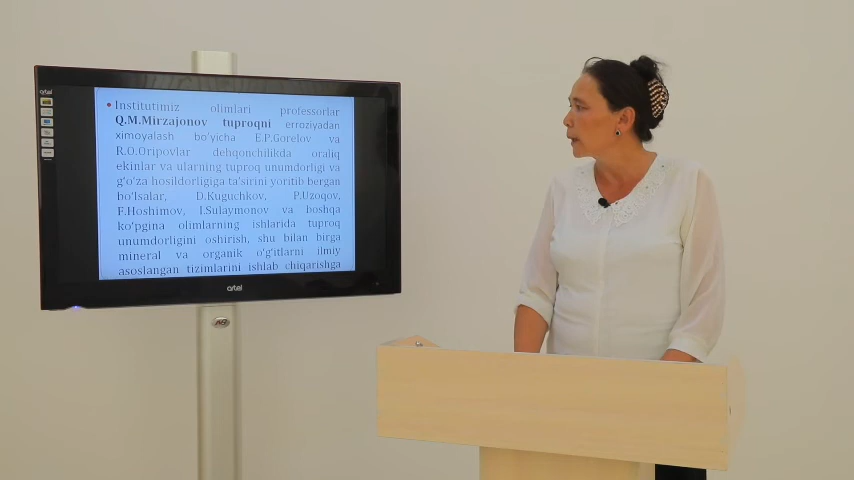 artel
• Institutimiz olimlari professorlar
Q.M.Mirzajonov tuproqni erroziyadan
ximoyalash bo'yicha E.P.Gorelov va
R.O.Oripovlar dehqonchilikda oraliq
ekinlar va ularning tuproq unumdorligi va
g'o'za hosildorligiga ta'sirini yoritib bergan
bo'lsalar, D.Kuguchkov, P.Uzoqov,
F.Hoshimov, I.Sulaymonov va boshqa
ko'pgina olimlarning ishlarida tuproq
unumdorligini oshirish, shu bilan birga
mineral va organik o'g'itlarni ilmiy
asoslangan tizimlarini ishlab chiqarishga
artel